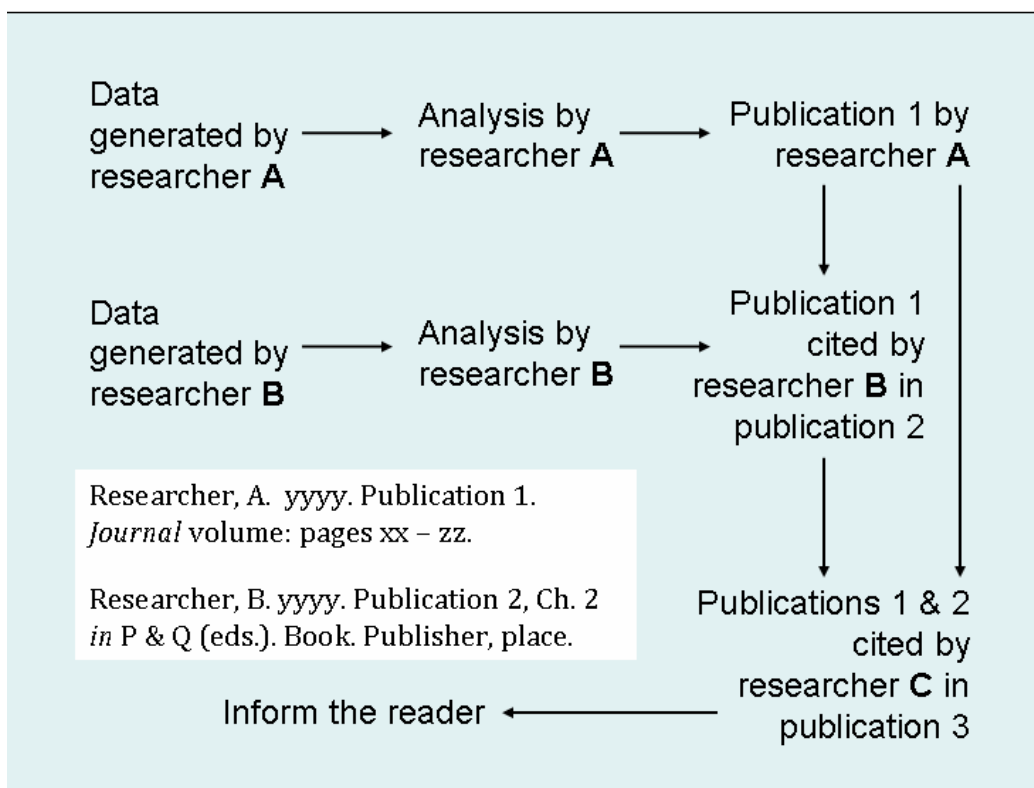 Data
generated by
researcher A
Analysis by
researcher A
Publication 1 by
researcher A
Data
generated by
researcher B
Analysis by
researcher B
Publication 1
cited by
researcher B in
publication 2
Researcher, A.  yyyy. Publication 1.
Journal volume: pages xx – zz.
Researcher, B. yyyy. Publication 2, Ch. 2
in P & Q (eds.). Book. Publisher, place.
Publications 1 & 2
cited by
researcher C in
publication 3
Inform the reader